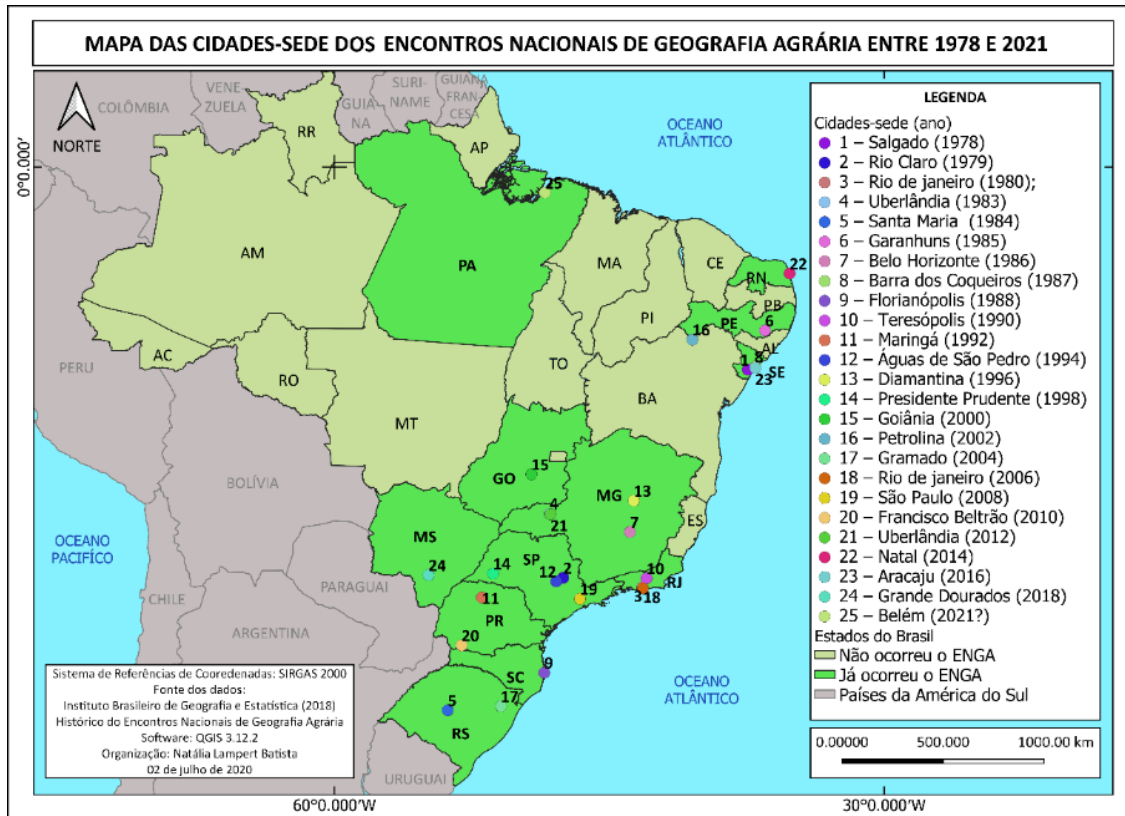 MAPA DAS CIDADES-SEDE DOS ENCONTROS NACIONAIS DE GEOGRAFIA AGRÁRIA ENTRE 1978 E 2021
COLÔMBIA
VENE-
ZUELA
GUIA-
NA
SURI-
NAME
GUIANA
FRAN-
CESA
NORTE
RR
AP
OCEANO
ATLÂNTICO
0°0.000'
25
AM
PA
MA
CE
RN
22
PB
PI
16
PE
6
AL
AC
PERU
RO
TO
1
8
SE
23
MT
BA
BOLÍVIA
15
GO
MG
13
4
21
7
ES
OCEANO
PACIFÍCO
MS
24
14
SP
12
2
10
RJ
19
3
18
PARAGUAI
CHILE
11
PR
ARGENTINA
20
SC
9
OCEANO
ATLÂNTICO
5
17
RS
URUGUAI
Sistema de Referências de Cooredenadas: SIRGAS 2000
Fonte dos dados:
Instituto Brasileiro de Geografia e Estatística (2018)
Histórico do Encontros Nacionais de Geografia Agrária
Software: QGIS 3.12.2
Organização: Natália Lampert Batista
02 de julho de 2020
60°0.000'W
30°0.000'W
LEGENDA
Cidades-sede (ano)
1 – Salgado (1978)
2 – Rio Claro (1979)
3 – Rio de janeiro (1980);
4 – Uberlândia (1983)
5 – Santa Maria (1984)
6 – Garanhuns (1985)
7 – Belo Horizonte (1986)
8 – Barra dos Coqueiros (1987)
9 – Florianópolis (1988)
10 – Teresópolis (1990)
11 – Maringá (1992)
12 – Águas de São Pedro (1994)
13 – Diamantina (1996)
14 – Presidente Prudente (1998)
15 – Goiânia (2000)
16 – Petrolina (2002)
17 – Gramado (2004)
18 – Rio de janeiro (2006)
19 – São Paulo (2008)
20 – Francisco Beltrão (2010)
21 – Uberlândia (2012)
22 – Natal (2014)
23 – Aracaju (2016)
24 – Grande Dourados (2018)
25 – Belém (2021?)
Estados do Brasil
Não ocorreu o ENGA
Já ocorreu o ENGA
Países da América do Sul
0.00000 500.000 1000.00 km